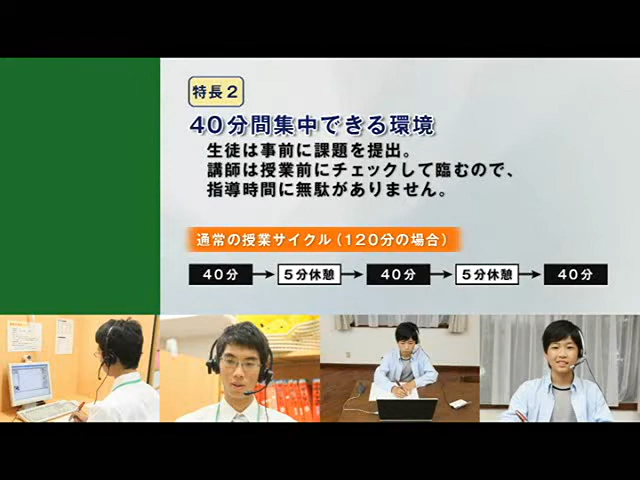 特長2
40分間集中できる環境
生徒は事前に課題を提出。
講師は授業前にチェックして臨むので、
指導時間に無駄がありません。
通常の授業サイクル(120分の場合)
40分 5分休憩 40分 5分休憩 40分